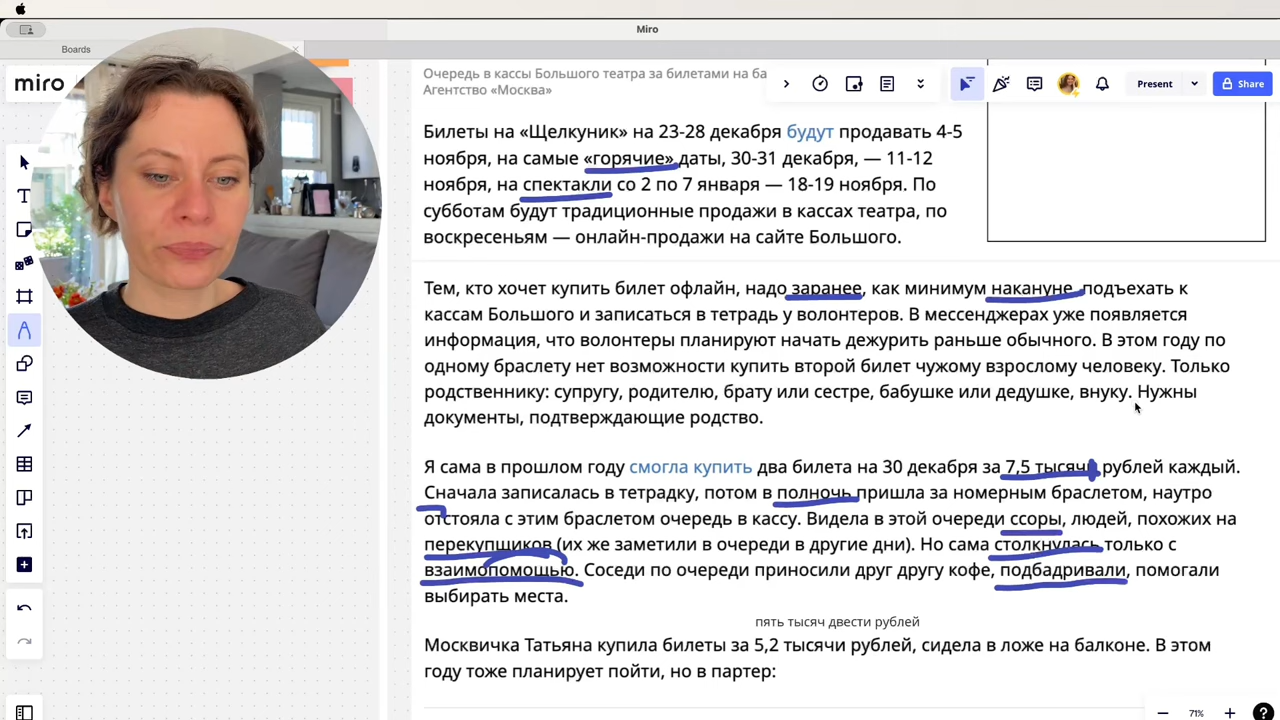 Miro
Boards
miro
Очередь в кассы Большого театра за билетами на ба
Агентство «Москва»
Present
Share
Билеты на «Щелкуник» на 23-28 декабря будут продавать 4-5
ноября, на самые «горячие» даты, 30-31 декабря, — 11-12
ноября, на спектакли со 2 по 7 января — 18-19 ноября. По
субботам будут традиционные продажи в кассах театра, по
воскресеньям — онлайн-продажи на сайте Большого.
Тем, кто хочет купить билет офлайн, надо заранее, как минимум накануне, подъехать к
кассам Большого и записаться в тетрадь у волонтеров. В мессенджерах уже появляется
информация, что волонтеры планируют начать дежурить раньше обычного. В этом году по
одному браслету нет возможности купить второй билет чужому взрослому человеку. Только
родственнику: супругу, родителю, брату или сестре, бабушке или дедушке, внуку. Нужны
документы, подтверждающие родство.
Я сама в прошлом году смогла купить два билета на 30 декабря за 7,5 тысячи рублей каждый.
Сначала записалась в тетрадку, потом в полночь пришла за номерным браслетом, наутро
отстояла с этим браслетом очередь в кассу. Видела в этой очереди ссоры, людей, похожих на
перекупщиков (их же заметили в очереди в другие дни). Но сама столкнулась только с
взаимопомощью. Соседи по очереди приносили друг другу кофе, подбадривали, помогали
выбирать места.
пять тысяч двести рублей
Москвичка Татьяна купила билеты за 5,2 тысячи рублей, сидела в ложе на балконе. В этом
году тоже планирует пойти, но в партер:
71%